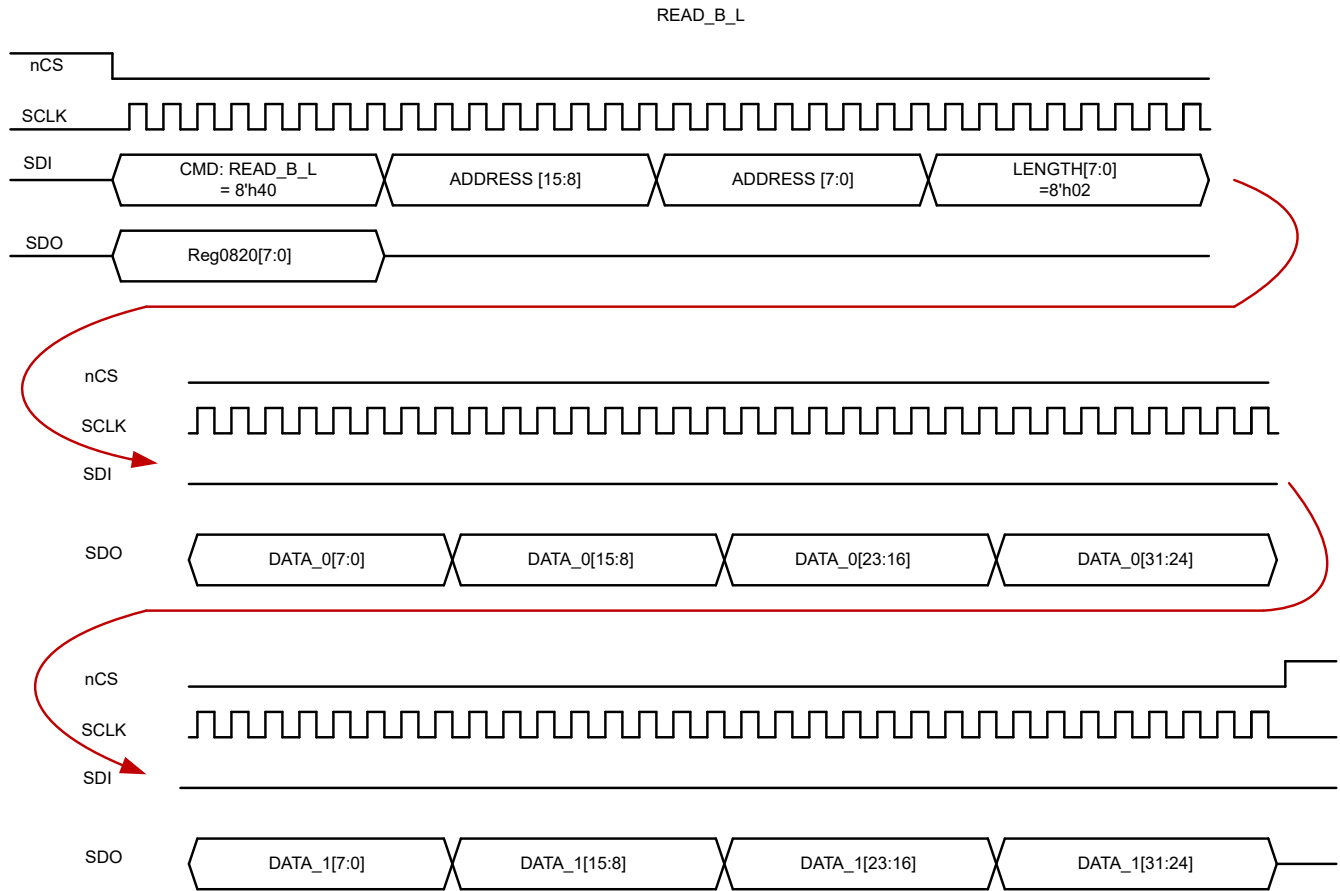 READ_B_L
nCS
SCLK
SDI
CMD: READ_B_L
= 8'h40
ADDRESS [15:8]
ADDRESS [7:0]
LENGTH[7:0]
=8'h02
SDO
Reg0820[7:0]
nCS
SCLK
SDI
SDO
DATA_0[7:0]
DATA_0[15:8]
DATA_0[23:16]
DATA_0[31:24]
nCS
SCLK
SDI
SDO
DATA_1[7:0]
DATA_1[15:8]
DATA_1[23:16]
DATA_1[31:24]